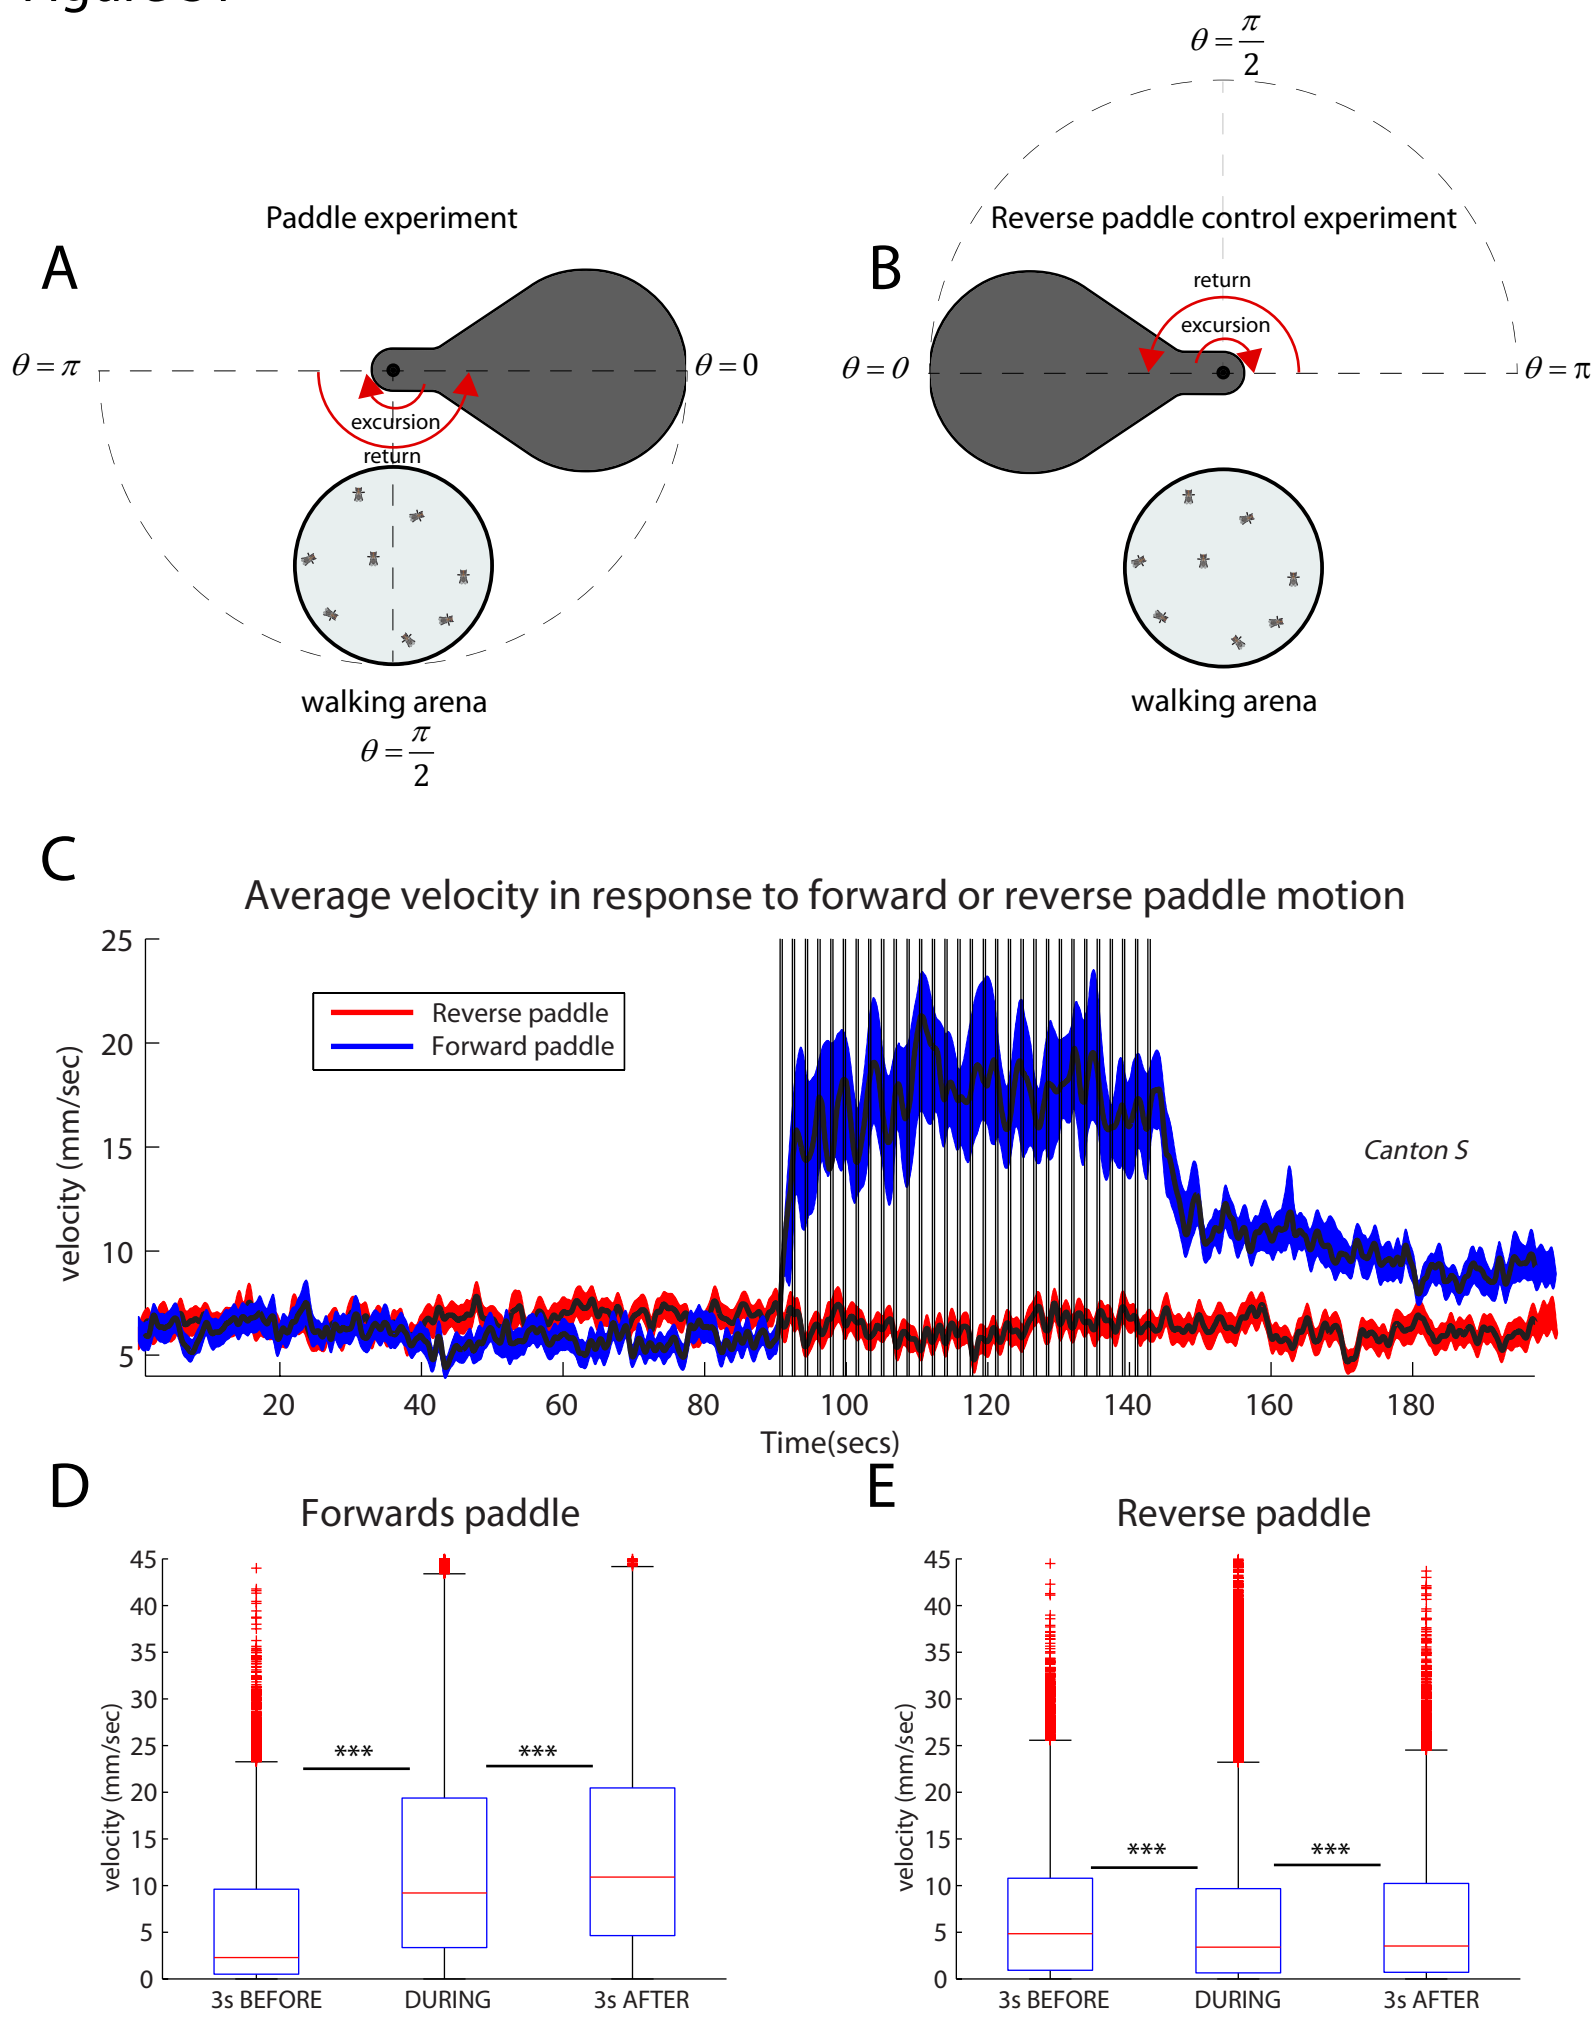 θ = π/2
Paddle experiment
Reverse paddle control experiment
A
B
return
excursion
θ = π
θ = 0
θ = 0
θ = π
excursion
return
walking arena
walking arena
θ = π/2
C
Average velocity in response to forward or reverse paddle motion
25
20
15
10
5
velocity (mm/sec)
Reverse paddle
Forward paddle
Canton S
20 40 60 80 100 120 140 160 180
Time(secs)
D
E
Forwards paddle
Reverse paddle
45
40
35
30
25
20
15
10
5
0
velocity (mm/sec)
*** ***
3s BEFORE DURING 3s AFTER
45
40
35
30
25
20
15
10
5
0
velocity (mm/sec)
*** ***
3s BEFORE DURING 3s AFTER